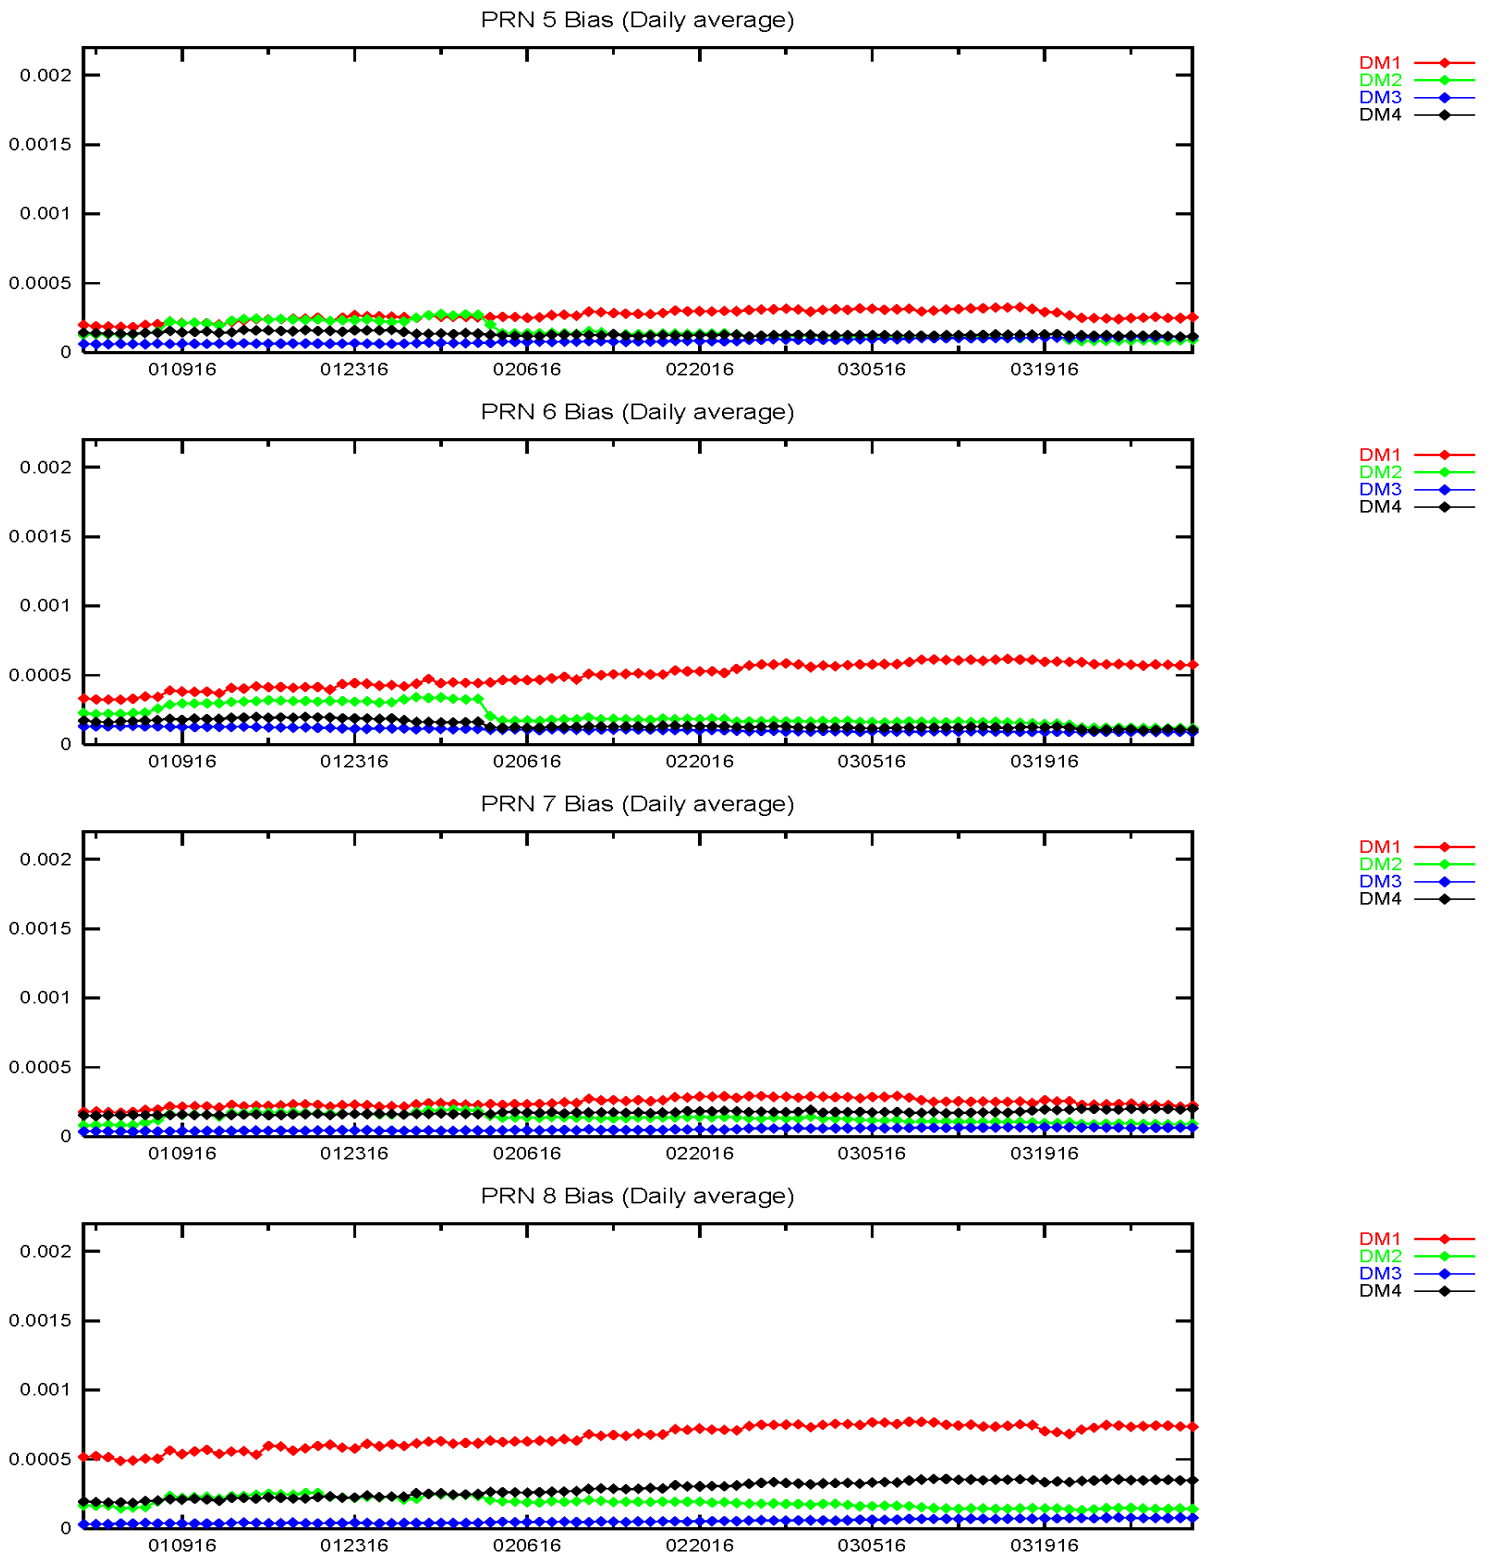 PRN 5 Bias (Daily average)
0.002
0.0015
0.001
0.0005
0
010916 012316 020616 022016 030516 031916
DM1
DM2
DM3
DM4
PRN 6 Bias (Daily average)
0.002
0.0015
0.001
0.0005
0
010916 012316 020616 022016 030516 031916
DM1
DM2
DM3
DM4
PRN 7 Bias (Daily average)
0.002
0.0015
0.001
0.0005
0
010916 012316 020616 022016 030516 031916
DM1
DM2
DM3
DM4
PRN 8 Bias (Daily average)
0.002
0.0015
0.001
0.0005
0
010916 012316 020616 022016 030516 031916
DM1
DM2
DM3
DM4